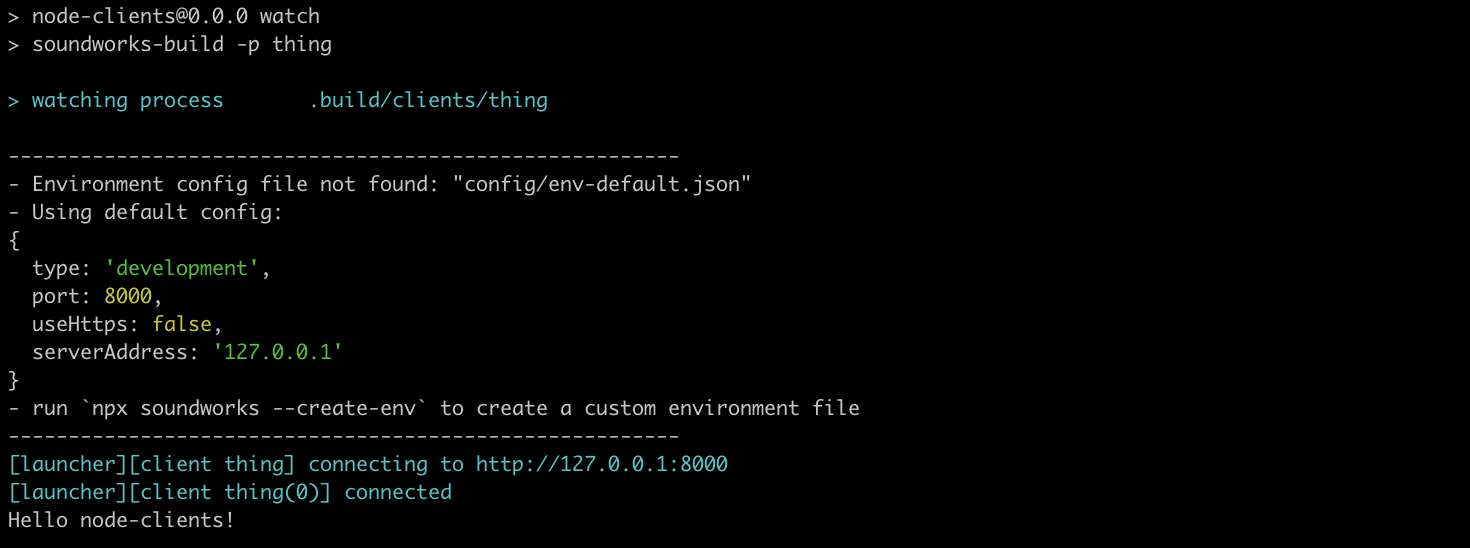 > node-clients@0.0.0 watch
> soundworks-build -p thing
> watching process       .build/clients/thing
--------------------------------------------------------
- Environment config file not found: "config/env-default.json"
- Using default config:
{
  type: 'development',
  port: 8000,
  useHttps: false,
  serverAddress: '127.0.0.1'
}
- run `npx soundworks --create-env` to create a custom environment file
--------------------------------------------------------
[launcher][client thing] connecting to http://127.0.0.1:8000
[launcher][client thing(0)] connected
Hello node-clients!